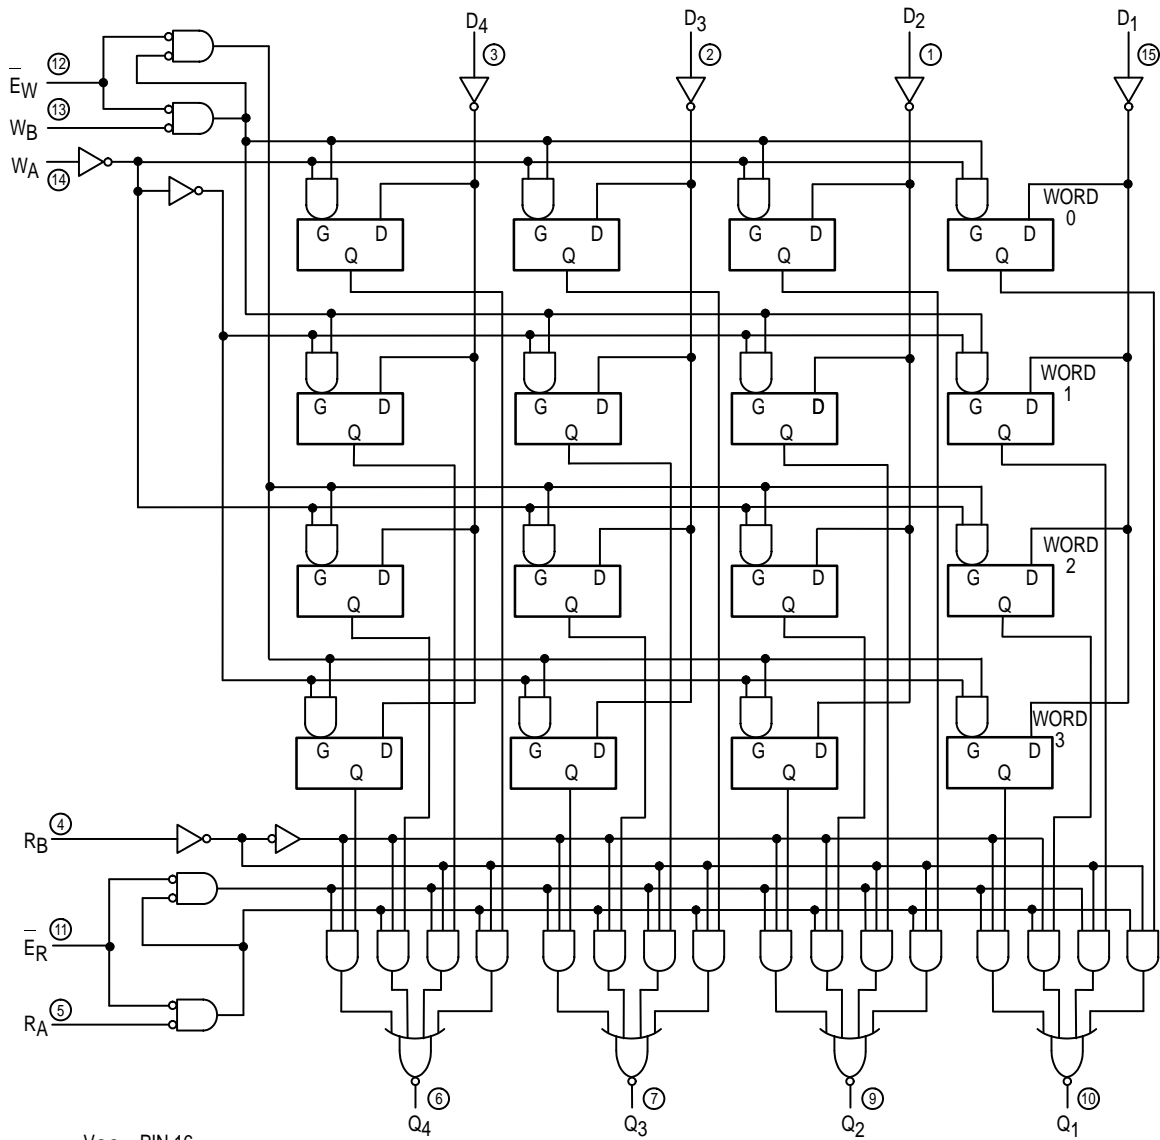 D4 D3 D2 D1
3 2 1 15
12
E̅W
13
WB
WA
14
WORD 0
G D G D G D G D
Q Q Q Q
WORD 1
G D G D G D G D
Q Q Q Q
WORD 2
G D G D G D G D
Q Q Q Q
WORD 3
G D G D G D G D
Q Q Q Q
4
RB
11
E̅R
5
RA
6 7 9 10
Q4 Q3 Q2 Q1